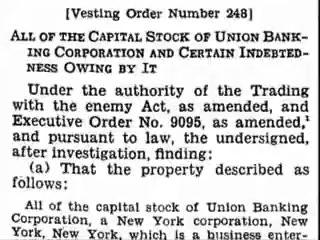 [Vesting Order Number 248]
ALL OF THE CAPITAL STOCK OF UNION BANK-
ING CORPORATION AND CERTAIN INDEBTED-
NESS OWING BY IT
Under the authority of the Trading
with the enemy Act, as amended, and
Executive Order No. 9095, as amended,¹
and pursuant to law, the undersigned,
after investigation, finding:
(a) That the property described as
follows:
All of the capital stock of Union Banking
Corporation, a New York corporation, New
York, New York, which is a business enter-